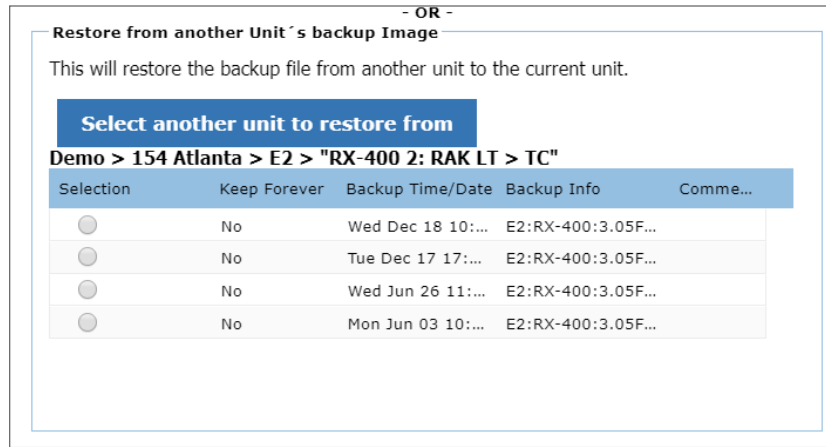 - OR -
Restore from another Unit´s backup Image
This will restore the backup file from another unit to the current unit.
Select another unit to restore from
Demo > 154 Atlanta > E2 > "RX-400 2: RAK LT > TC"
Selection Keep Forever Backup Time/Date Backup Info Comme...
No Wed Dec 18 10:... E2:RX-400:3.05F...
No Tue Dec 17 17:... E2:RX-400:3.05F...
No Wed Jun 26 11:... E2:RX-400:3.05F...
No Mon Jun 03 10:... E2:RX-400:3.05F...